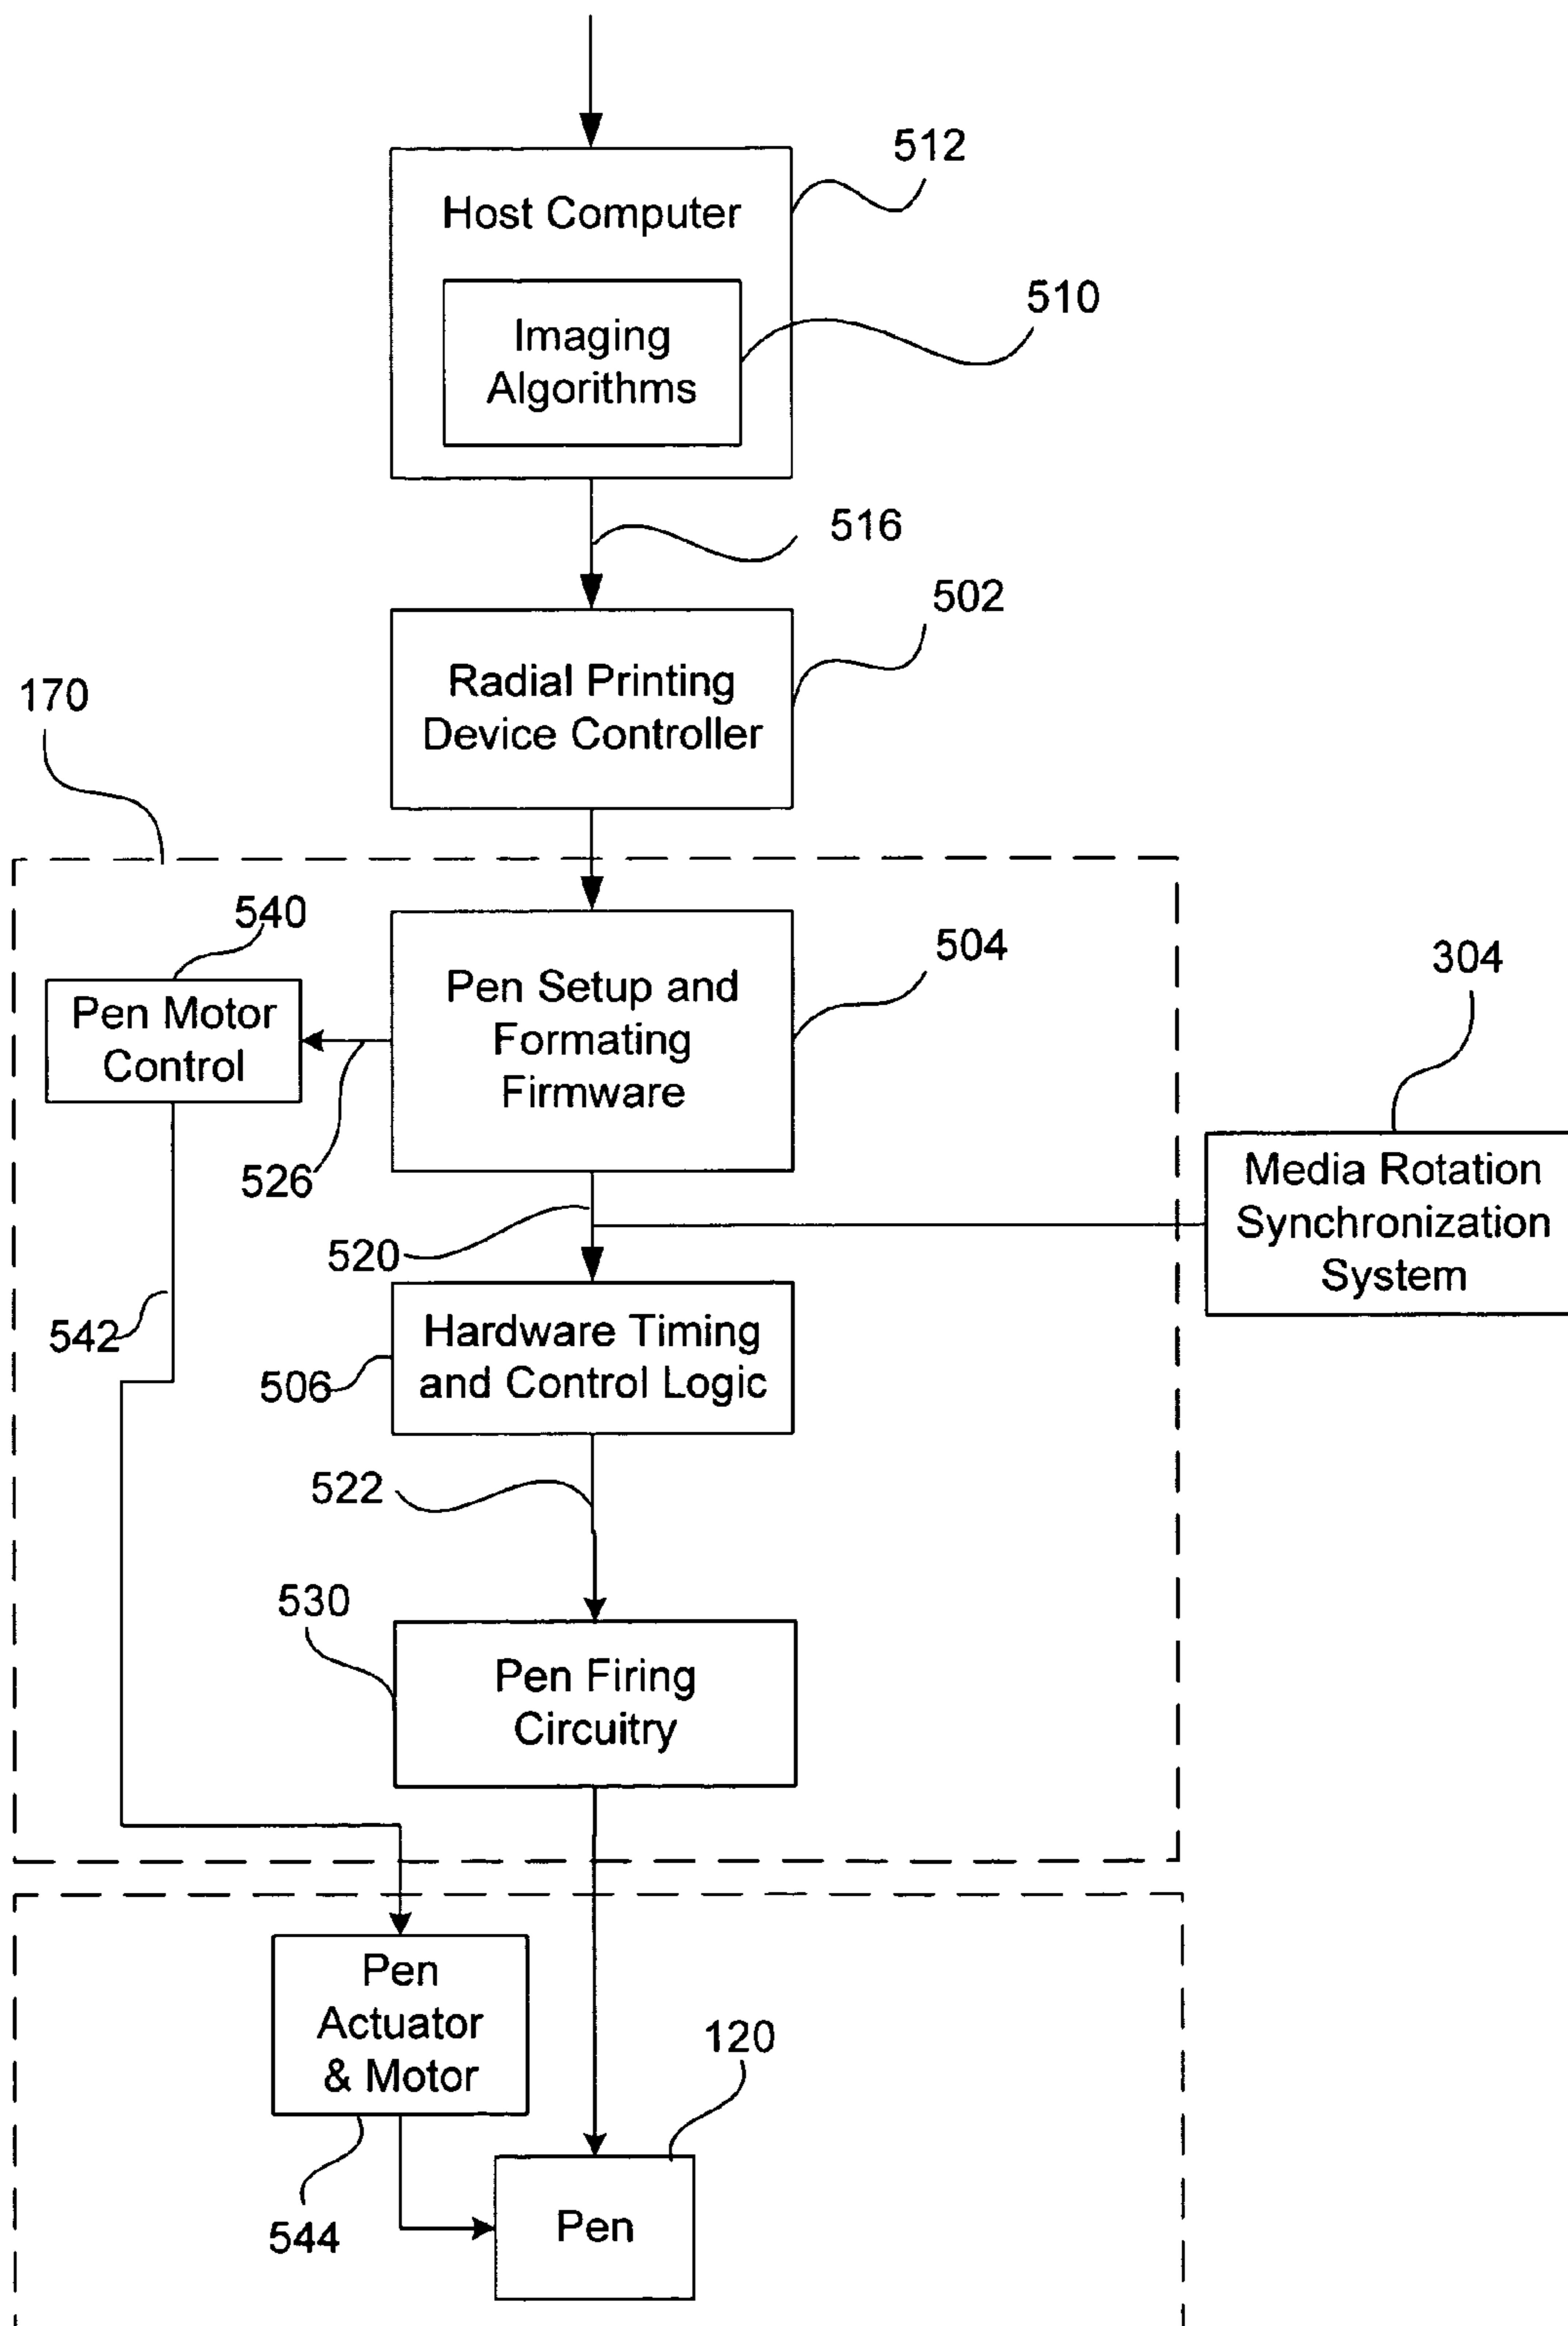 512
Host Computer
510
Imaging
Algorithms
516
502
Radial Printing
Device Controller
170
540
504
304
Pen Setup and
Formating
Firmware
Pen Motor
Control
526
Media Rotation
Synchronization
System
520
542
Hardware Timing
and Control Logic
506
522
530
Pen Firing
Circuitry
Pen
Actuator
& Motor
120
544
Pen